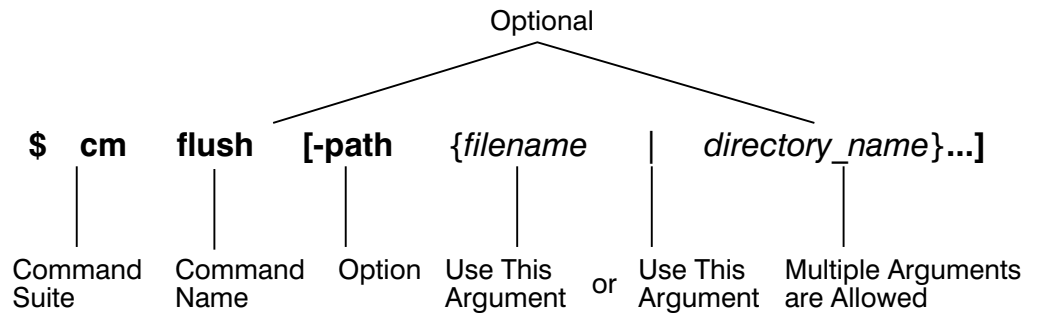 Optional
$ cm flush [-path {filename | directory_name}...]
Command Suite
Command Name
Option
Use This Argument
or
Use This Argument
Multiple Arguments are Allowed